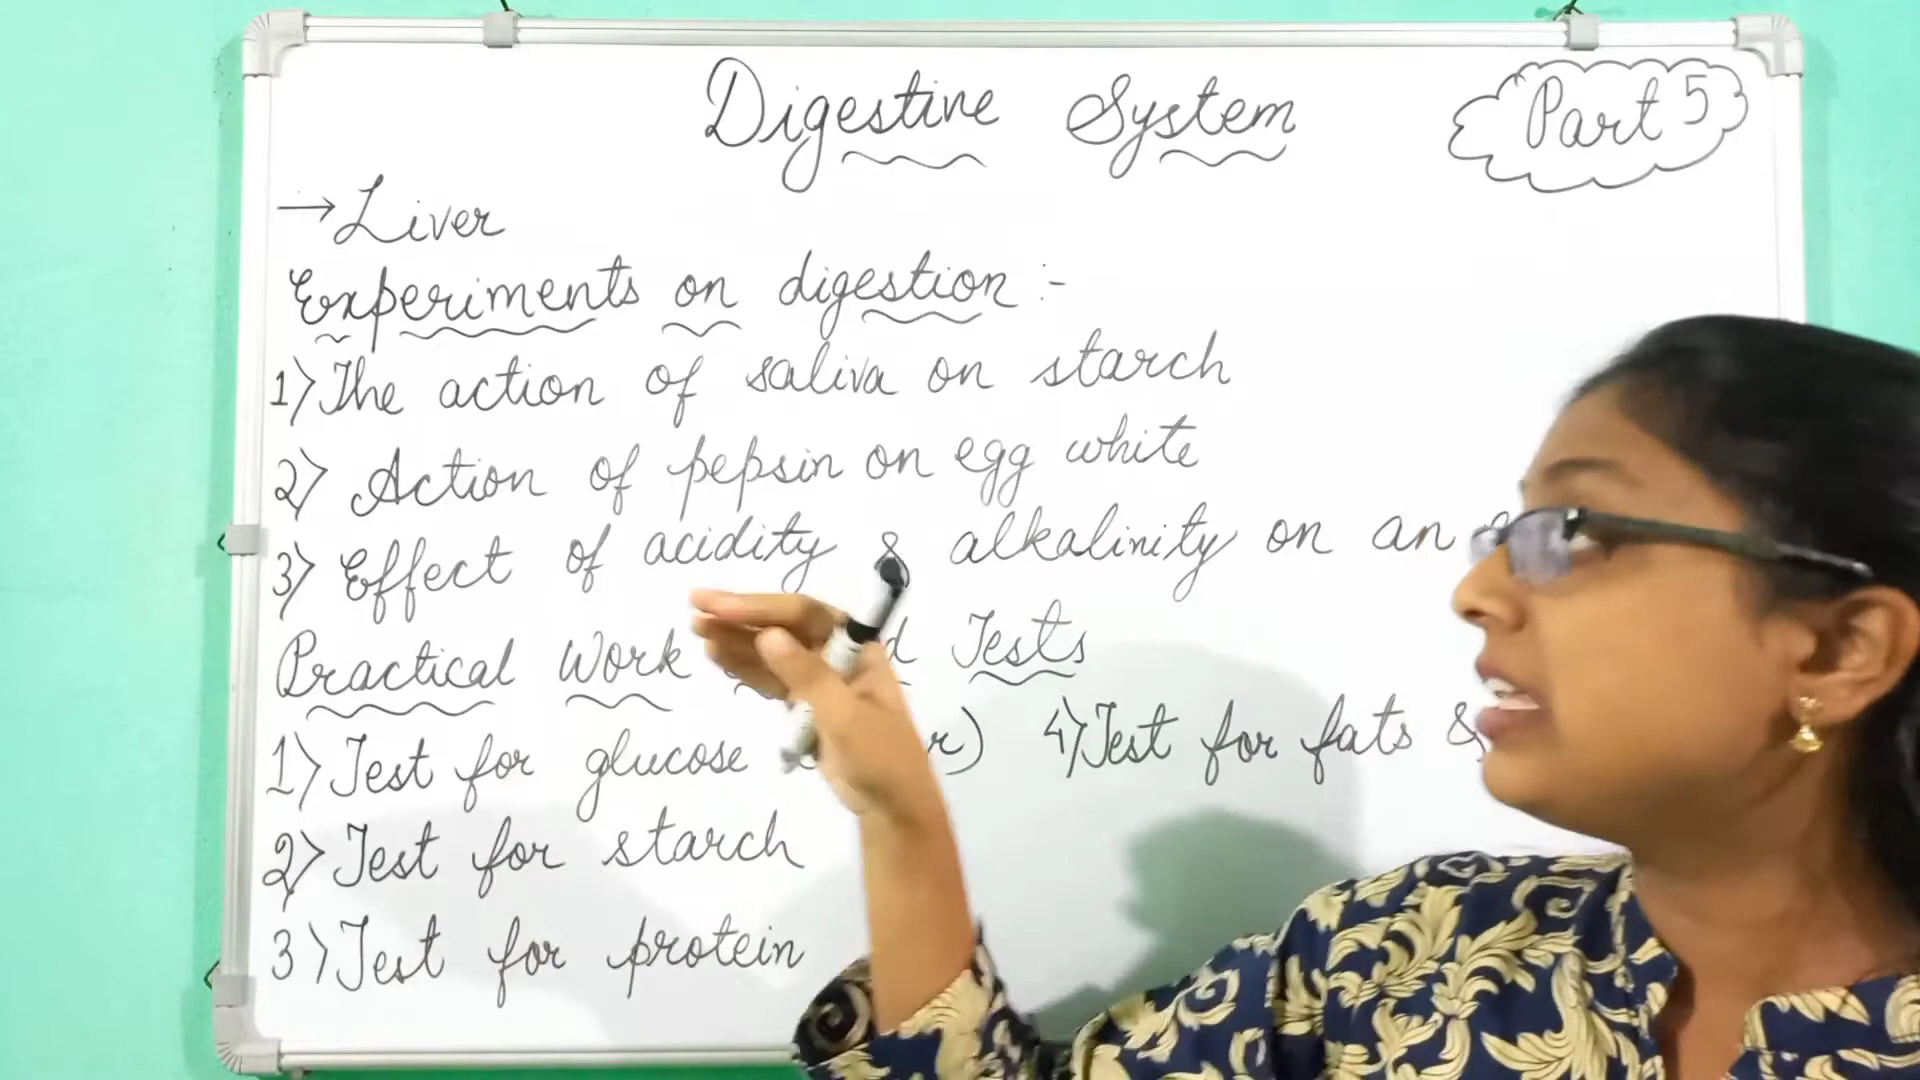 Digestive System
Part 5
→ Liver
Experiments on digestion :-
1) The action of saliva on starch
2) Action of pepsin on egg white
3) Effect of acidity & alkalinity on an
Practical Work Tests
1) Test for glucose
4) Test for fats &
2) Test for starch
3) Test for protein